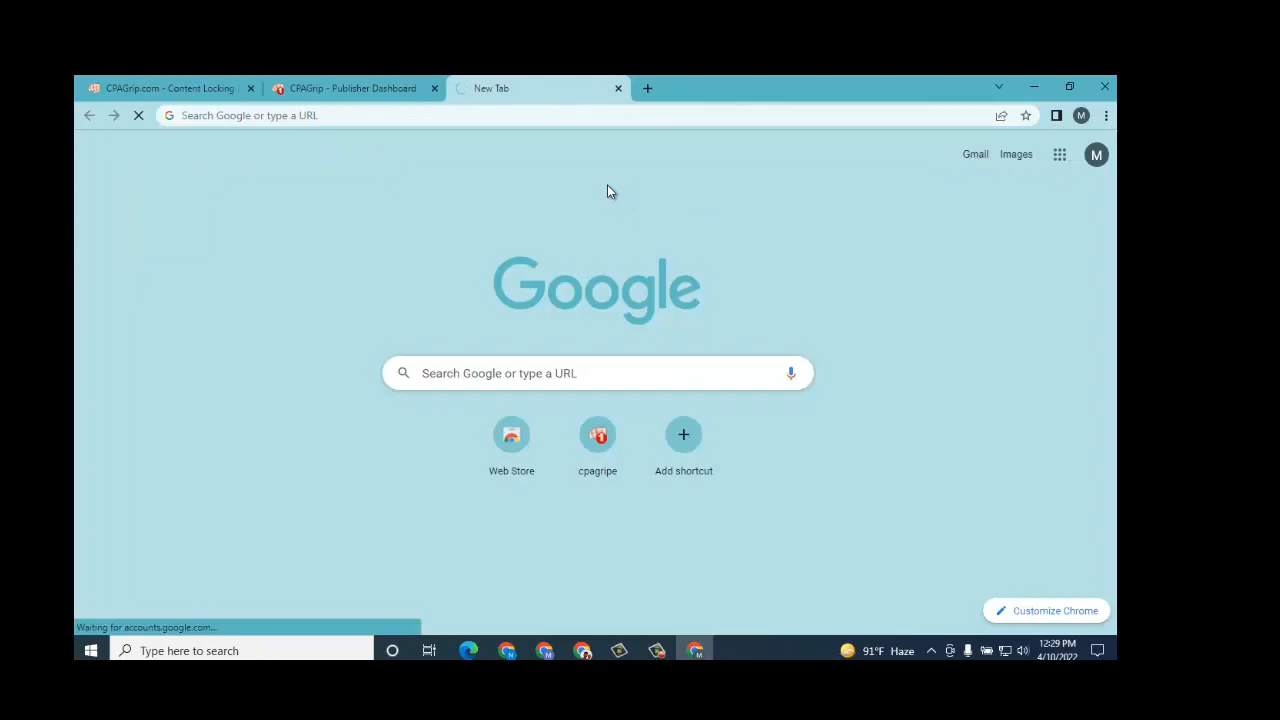 CPAGrip.com - Content Locking
CPAGrip - Publisher Dashboard
New Tab
Search Google or type a URL
M
Gmail
Images
M
Google
Search Google or type a URL
Web Store
cpagripe
Add shortcut
Customize Chrome
Waiting for accounts.google.com...
Type here to search
91°F Haze
12:29 PM
4/10/2022